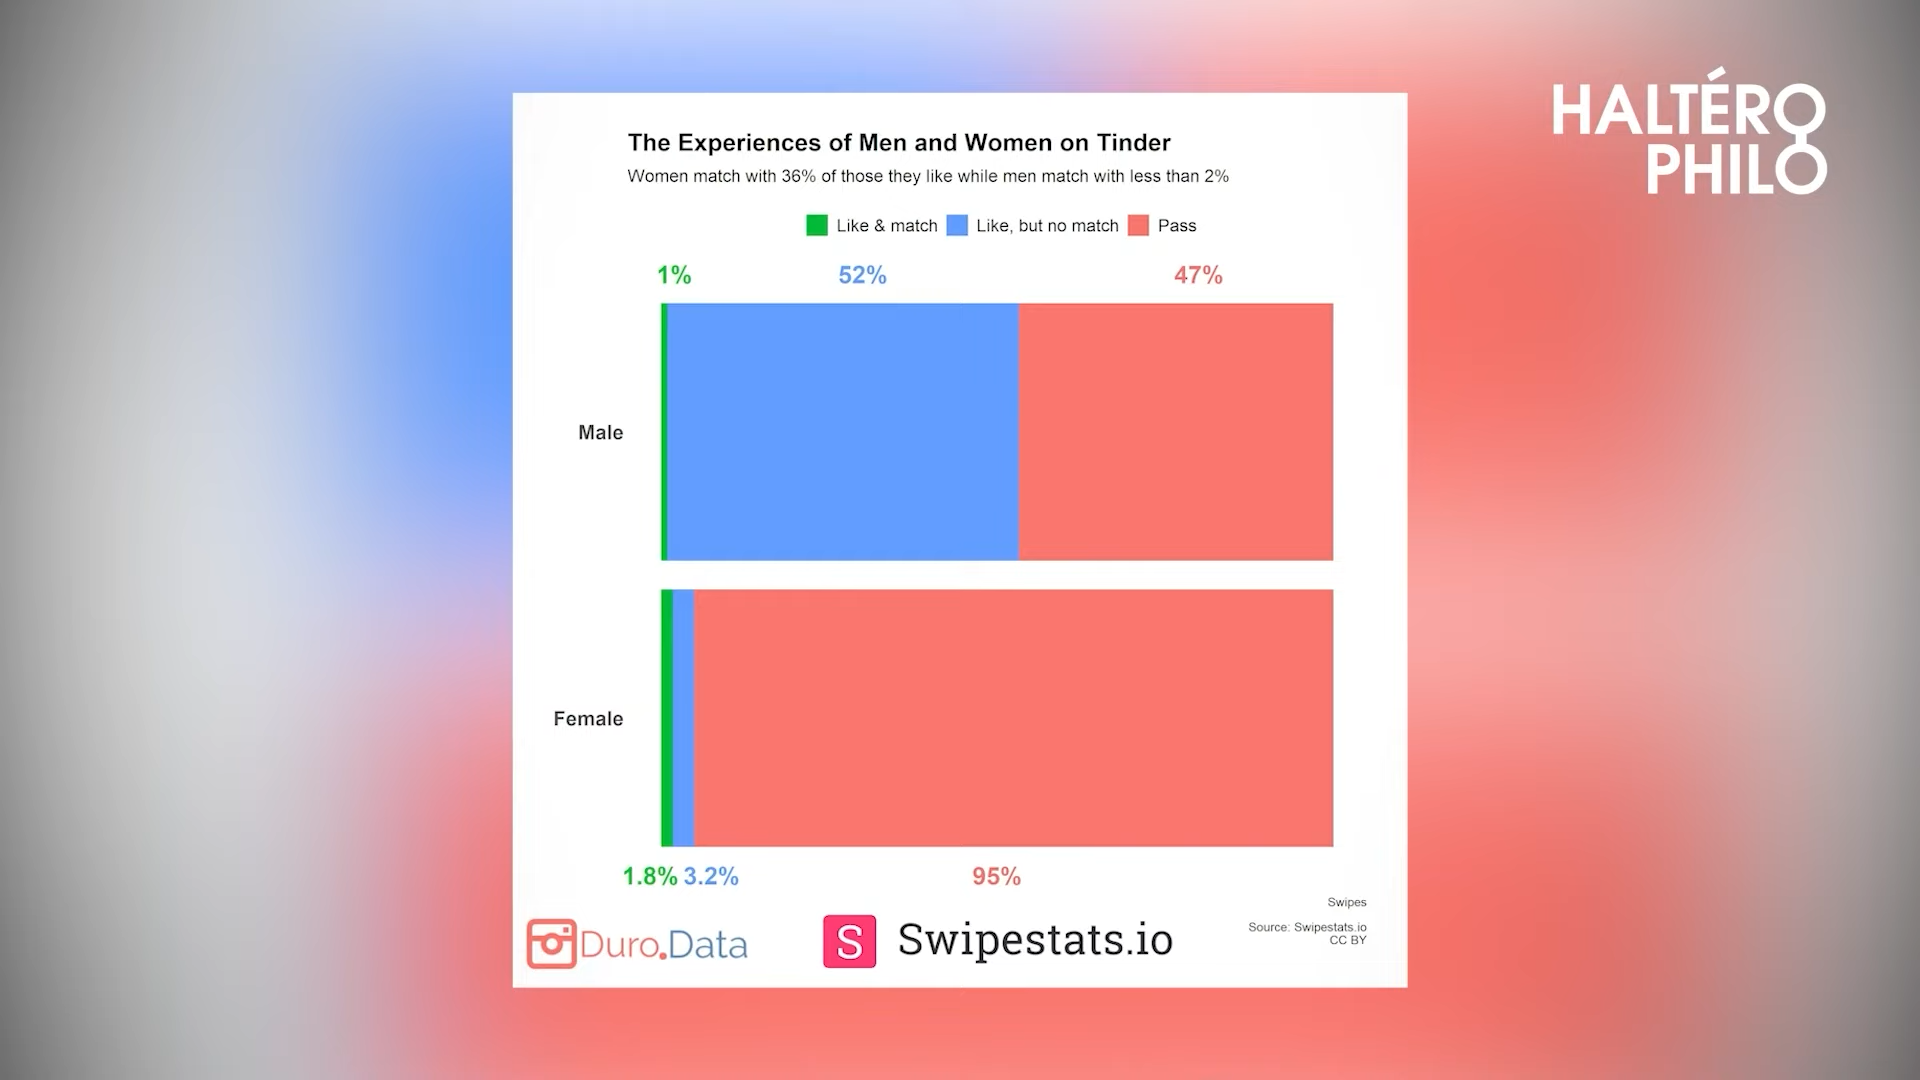 HALTÉRO
PHILO
The Experiences of Men and Women on Tinder
Women match with 36% of those they like while men match with less than 2%
Like & match Like, but no match Pass
1% 52% 47%
Male
Female
1.8% 3.2% 95%
Swipes
Source: Swipestats.io
CC BY
Duro.Data
S Swipestats.io